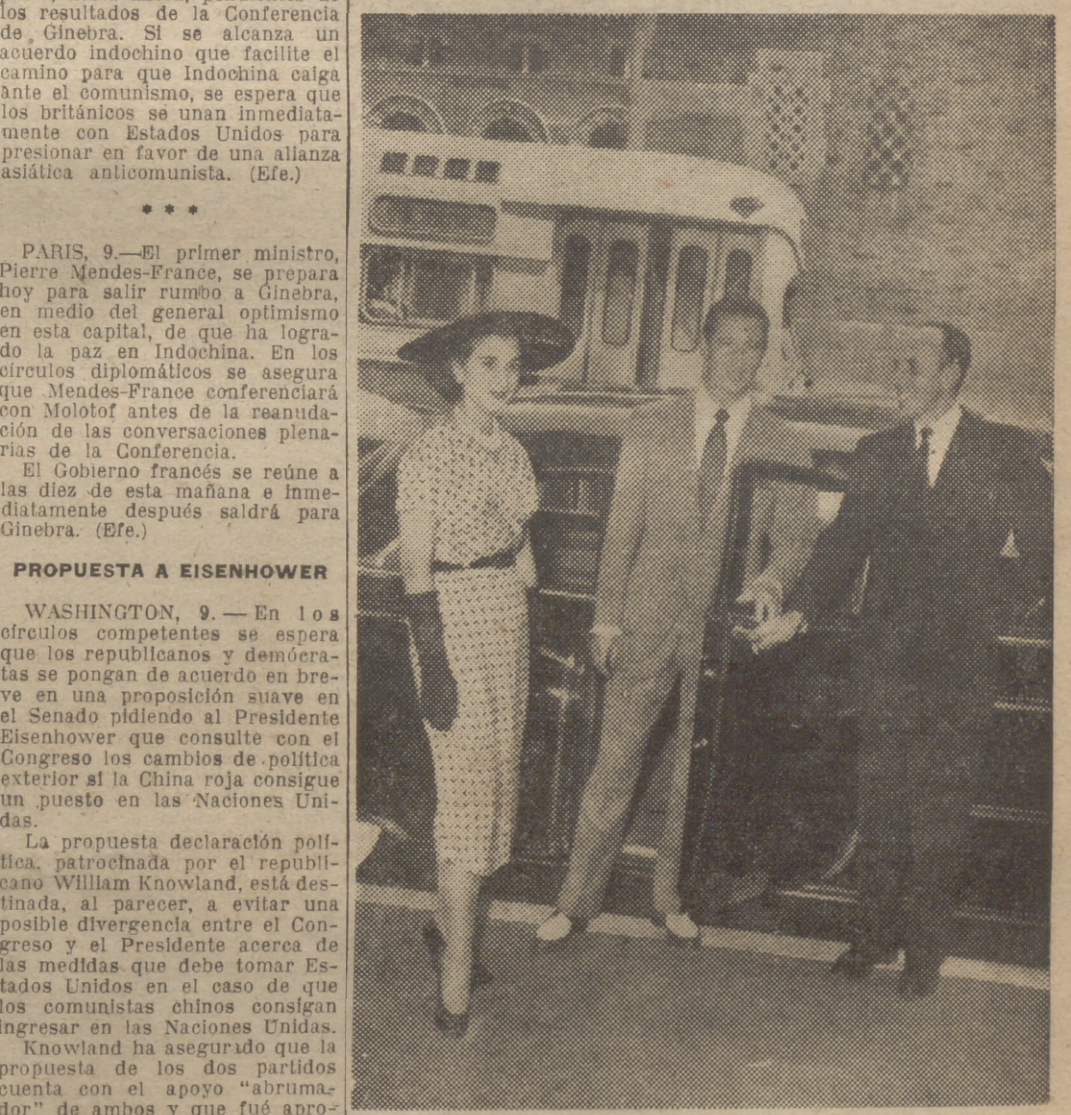 los resultados de la Conferencia
de Ginebra. Si se alcanza un
acuerdo indochino que facilite el
camino para que Indochina caiga
ante el comunismo, se espera que
los británicos se unan inmediata-
mente con Estados Unidos para
presionar en favor de una alianza
asiática anticomunista. (Efe.)
* * *
PARIS, 9.—El primer ministro,
Pierre Mendes-France, se prepara
hoy para salir rumbo a Ginebra,
en medio del general optimismo
en esta capital, de que ha logra-
do la paz en Indochina. En los
círculos diplomáticos se asegura
que Mendes-France conferenciará
con Molotof antes de la reanuda-
ción de las conversaciones plena-
rias de la Conferencia.
El Gobierno francés se reúne a
las diez de esta mañana e inme-
diatamente después saldrá para
Ginebra. (Efe.)
PROPUESTA A EISENHOWER
WASHINGTON, 9. — En los
círculos competentes se espera
que los republicanos y demócra-
tas se pongan de acuerdo en bre-
ve en una proposición suave en
el Senado pidiendo al Presidente
Eisenhower que consulte con el
Congreso los cambios de política
exterior si la China roja consigue
un puesto en las Naciones Uni-
das.
La propuesta declaración polí-
tica, patrocinada por el republi-
cano William Knowland, está des-
tinada, al parecer, a evitar una
posible divergencia entre el Con-
greso y el Presidente acerca de
las medidas que debe tomar Es-
tados Unidos en el caso de que
los comunistas chinos consigan
ingresar en las Naciones Unidas.
Knowland ha asegurado que la
propuesta de los dos partidos
cuenta con el apoyo "abruma-
dor" de ambos y que fué apro-